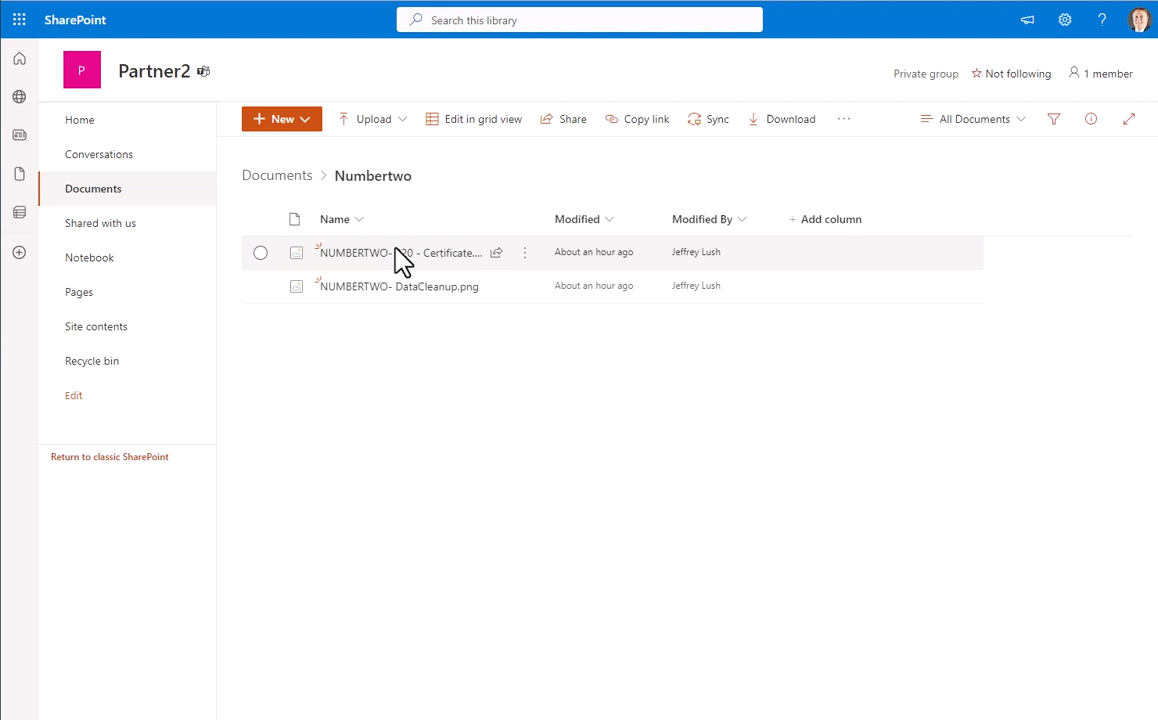 SharePoint
Search this library
P
Partner2
Private group
Not following
1 member
Home
Conversations
Documents
Shared with us
Notebook
Pages
Site contents
Recycle bin
Edit
Return to classic SharePoint
+ New
Upload
Edit in grid view
Share
Copy link
Sync
Download
...
All Documents
Documents > Numbertwo
Name
Modified
Modified By
+ Add column
NUMBERTWO- 20 - Certificate....
About an hour ago
Jeffrey Lush
NUMBERTWO- DataCleanup.png
About an hour ago
Jeffrey Lush